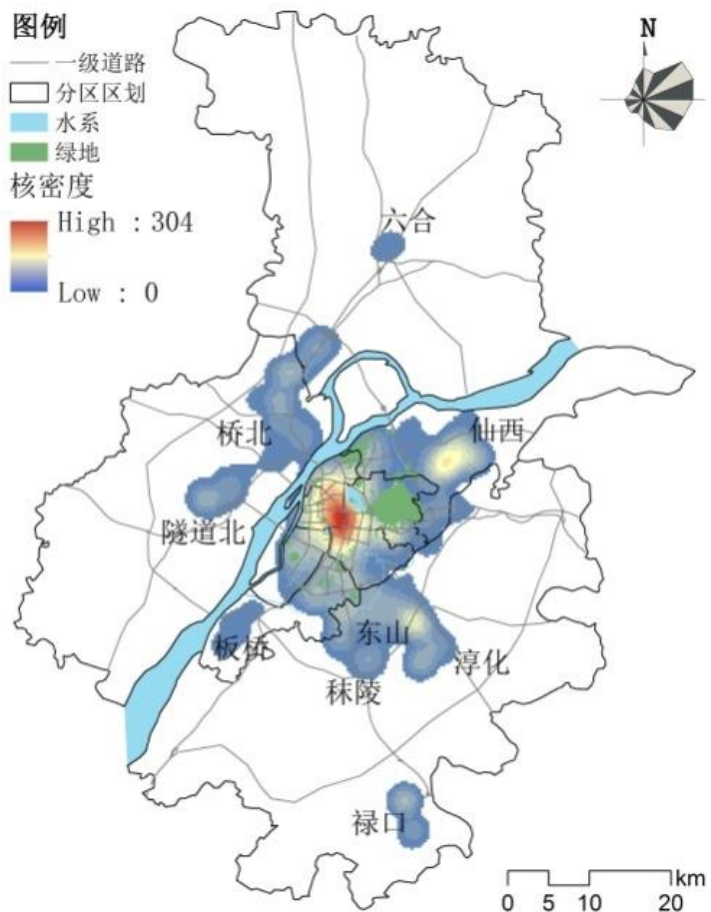 图例
一级道路
分区区划
水系
绿地
核密度
High : 304
Low : 0
N
六合
桥北
仙西
隧道北
板桥
东山
淳化
秣陵
禄口
km
0 5 10 20